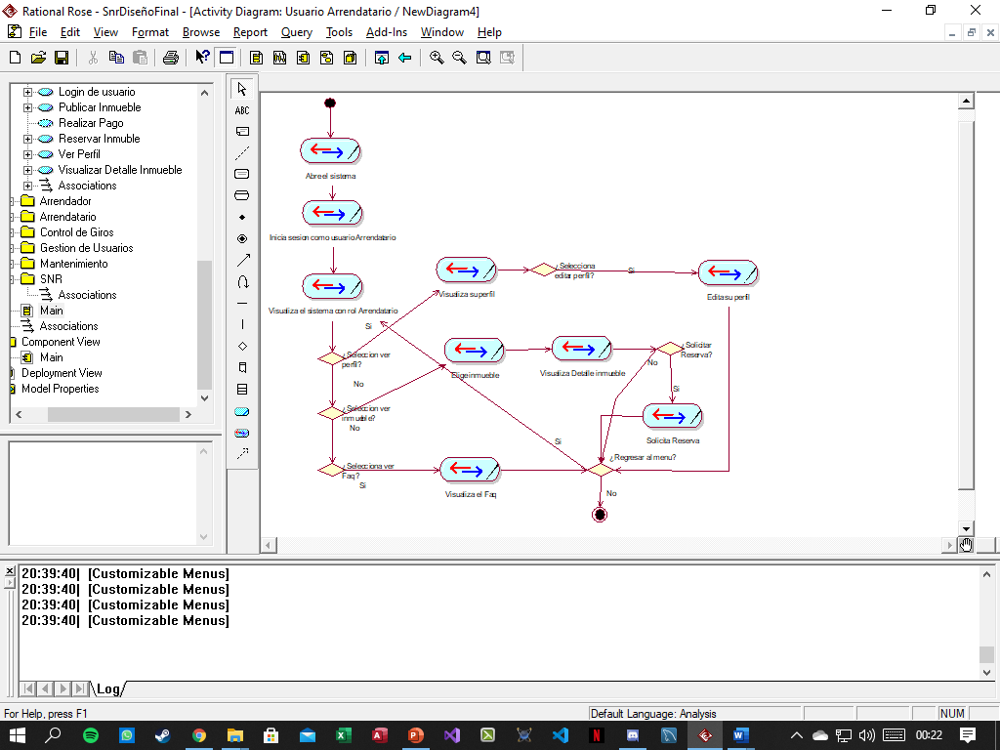 Rational Rose - SnrDiseñoFinal - [Activity Diagram: Usuario Arrendatario / NewDiagram4]
File Edit View Format Browse Report Query Tools Add-Ins Window Help
Login de usuario
Publicar Inmueble
Realizar Pago
Reservar Inmuble
Ver Perfil
Visualizar Detalle Inmueble
Associations
Arrendador
Arrendatario
Control de Giros
Gestion de Usuarios
Mantenimiento
SNR
Associations
Main
Associations
Component View
Main
Deployment View
Model Properties
ABC
Abre el sistema
Inicia sesion como usuario Arrendatario
Visualiza el sistema con rol Arrendatario
Si
¿Seleccion ver
perfil?
No
¿Seleccion ver
inmueble?
No
¿Selecciona ver
Faq?
Si
Visualiza su perfil
¿Selecciona
editar perfil?
Si
Edita su perfil
Elige inmueble
Visualiza Detalle inmueble
¿Solicitar
Reserva?
No
Si
Solicita Reserva
Si
¿Regresar al menu?
Visualiza el Faq
No
20:39:40| [Customizable Menus]
20:39:40| [Customizable Menus]
20:39:40| [Customizable Menus]
20:39:40| [Customizable Menus]
Log
For Help, press F1
Default Language: Analysis
NUM
00:22